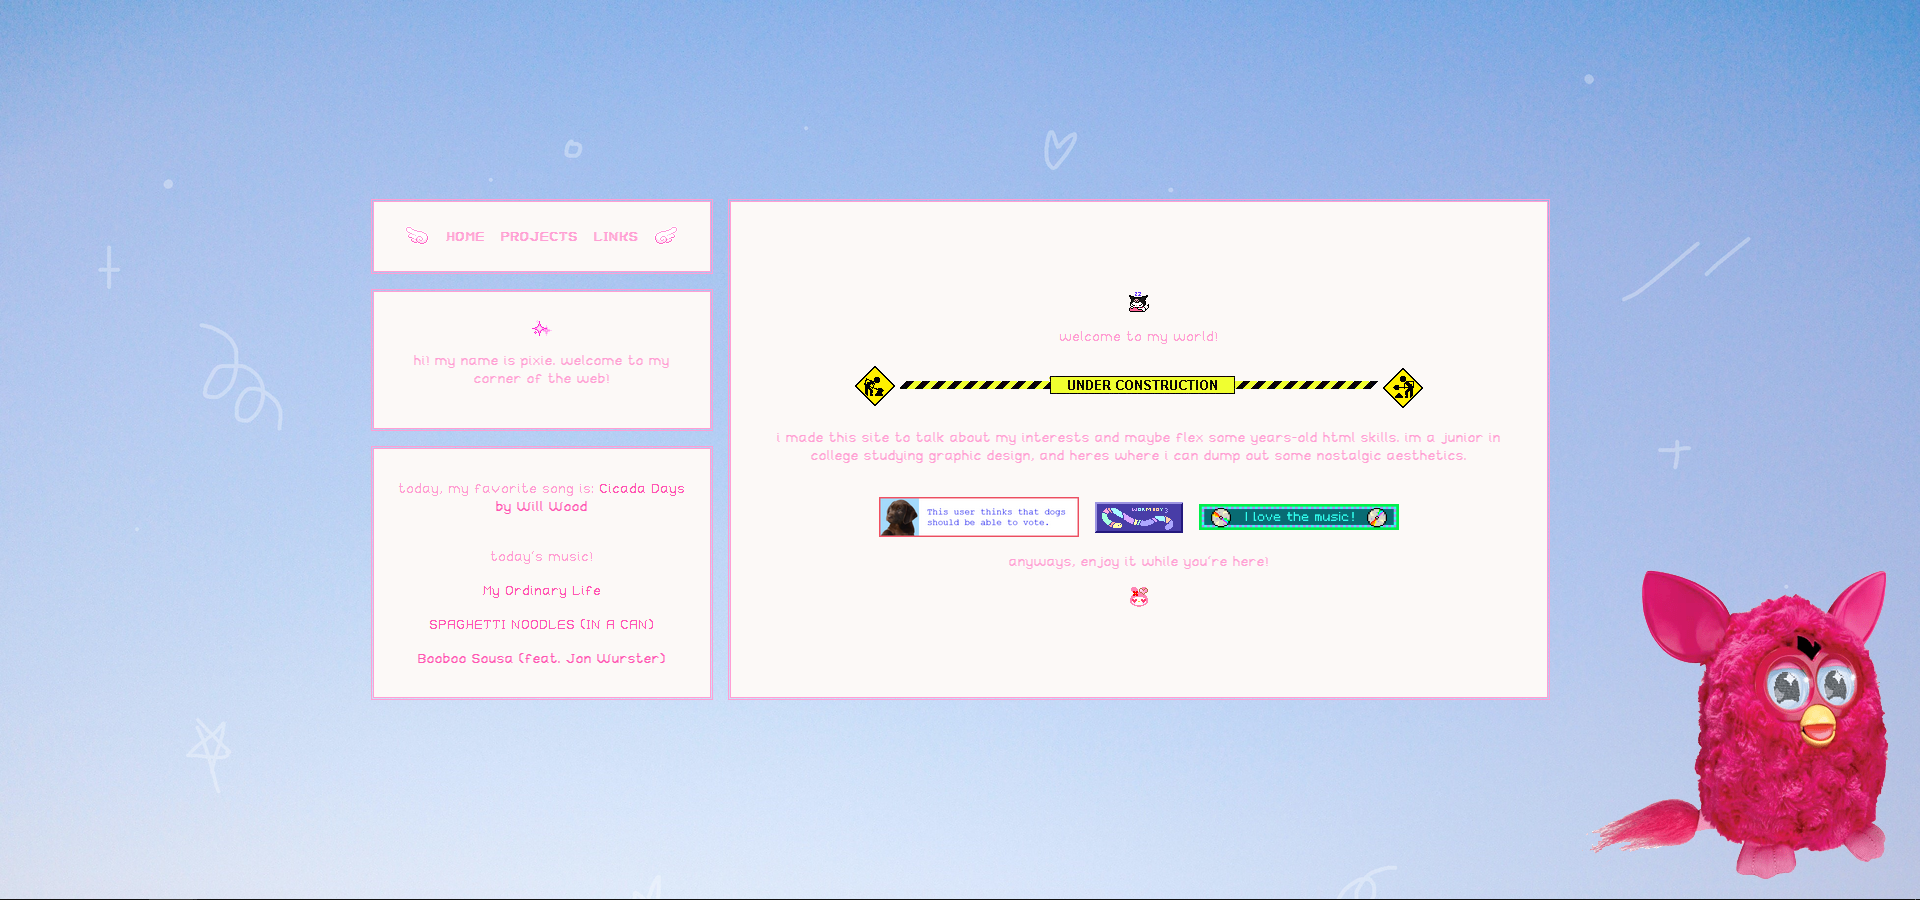 HOME PROJECTS LINKS
hi! my name is pixie. welcome to my
corner of the web!
today, my favorite song is: Cicada Days
by Will Wood
today's music!
My Ordinary Life
SPAGHETTI NOODLES (IN A CAN)
Booboo Sousa (feat. Jon Wurster)
zz
welcome to my world!
UNDER CONSTRUCTION
i made this site to talk about my interests and maybe flex some years-old html skills. im a junior in
college studying graphic design, and heres where i can dump out some nostalgic aesthetics.
This user thinks that dogs
should be able to vote.
WORMBOY
I love the music!
anyways, enjoy it while you're here!